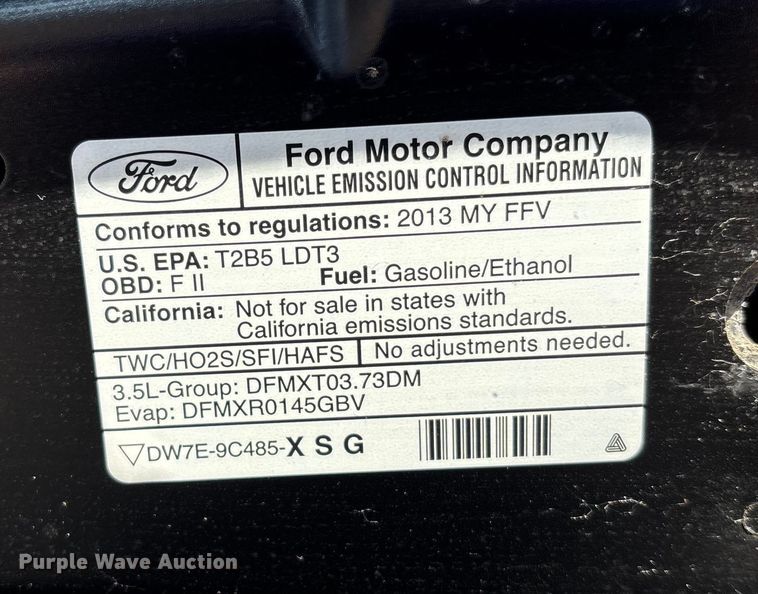 Ford
Ford Motor Company
VEHICLE EMISSION CONTROL INFORMATION
Conforms to regulations: 2013 MY FFV
U.S. EPA: T2B5 LDT3
OBD: F II Fuel: Gasoline/Ethanol
California: Not for sale in states with
California emissions standards.
TWC/HO2S/SFI/HAFS No adjustments needed.
3.5L-Group: DFMXT03.73DM
Evap: DFMXR0145GBV
DW7E-9C485-X S G
Purple Wave Auction